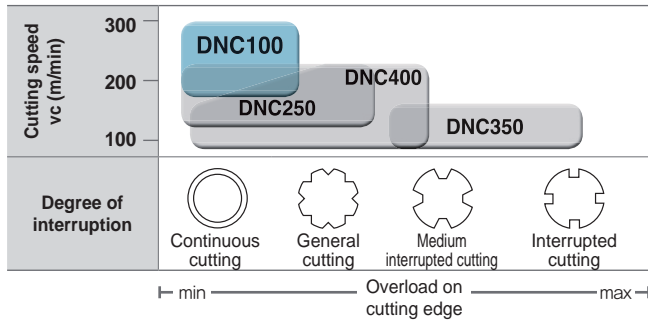 Cutting speed
vc (m/min)
300
200
100
DNC100
DNC400
DNC250
DNC350
Degree of
interruption
Continuous
cutting
General
cutting
Medium
interrupted cutting
Interrupted
cutting
min
Overload on
cutting edge
max